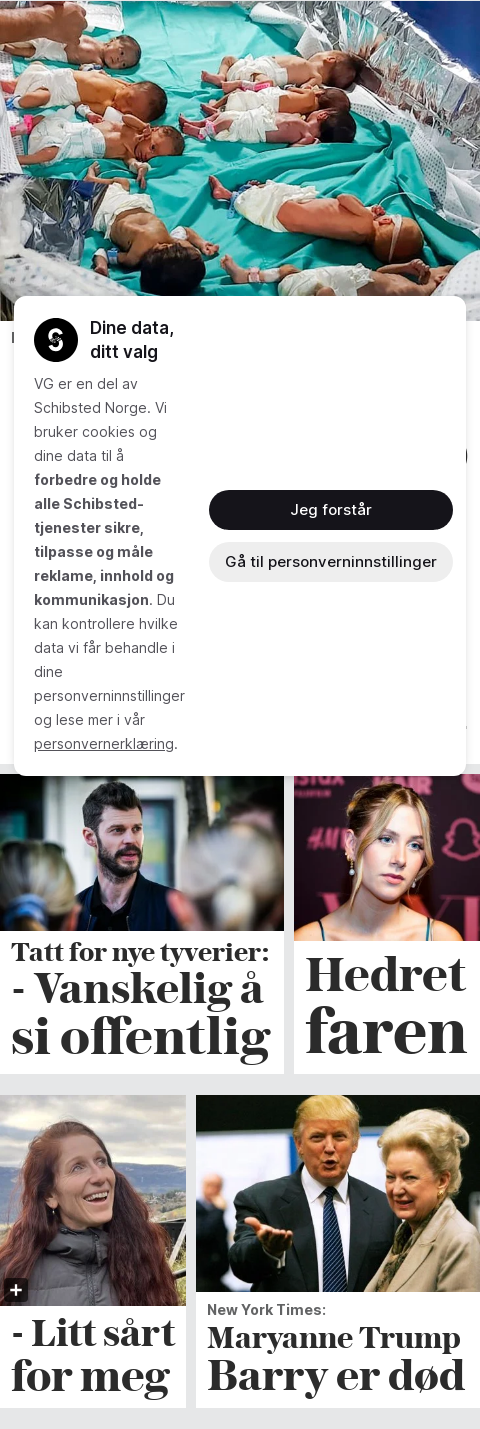 Dine data,
ditt valg
VG er en del av
Schibsted Norge. Vi
bruker cookies og
dine data til å
forbedre og holde
alle Schibsted-
tjenester sikre,
tilpasse og måle
reklame, innhold og
kommunikasjon. Du
kan kontrollere hvilke
data vi får behandle i
dine
personverninnstillinger
og lese mer i vår
personvernerklæring.
Jeg forstår
Gå til personverninnstillinger
Tatt for nye tyverier:
- Vanskelig å
si offentlig
H&M
Hedret
faren
- Litt sårt
for meg
New York Times:
Maryanne Trump
Barry er død